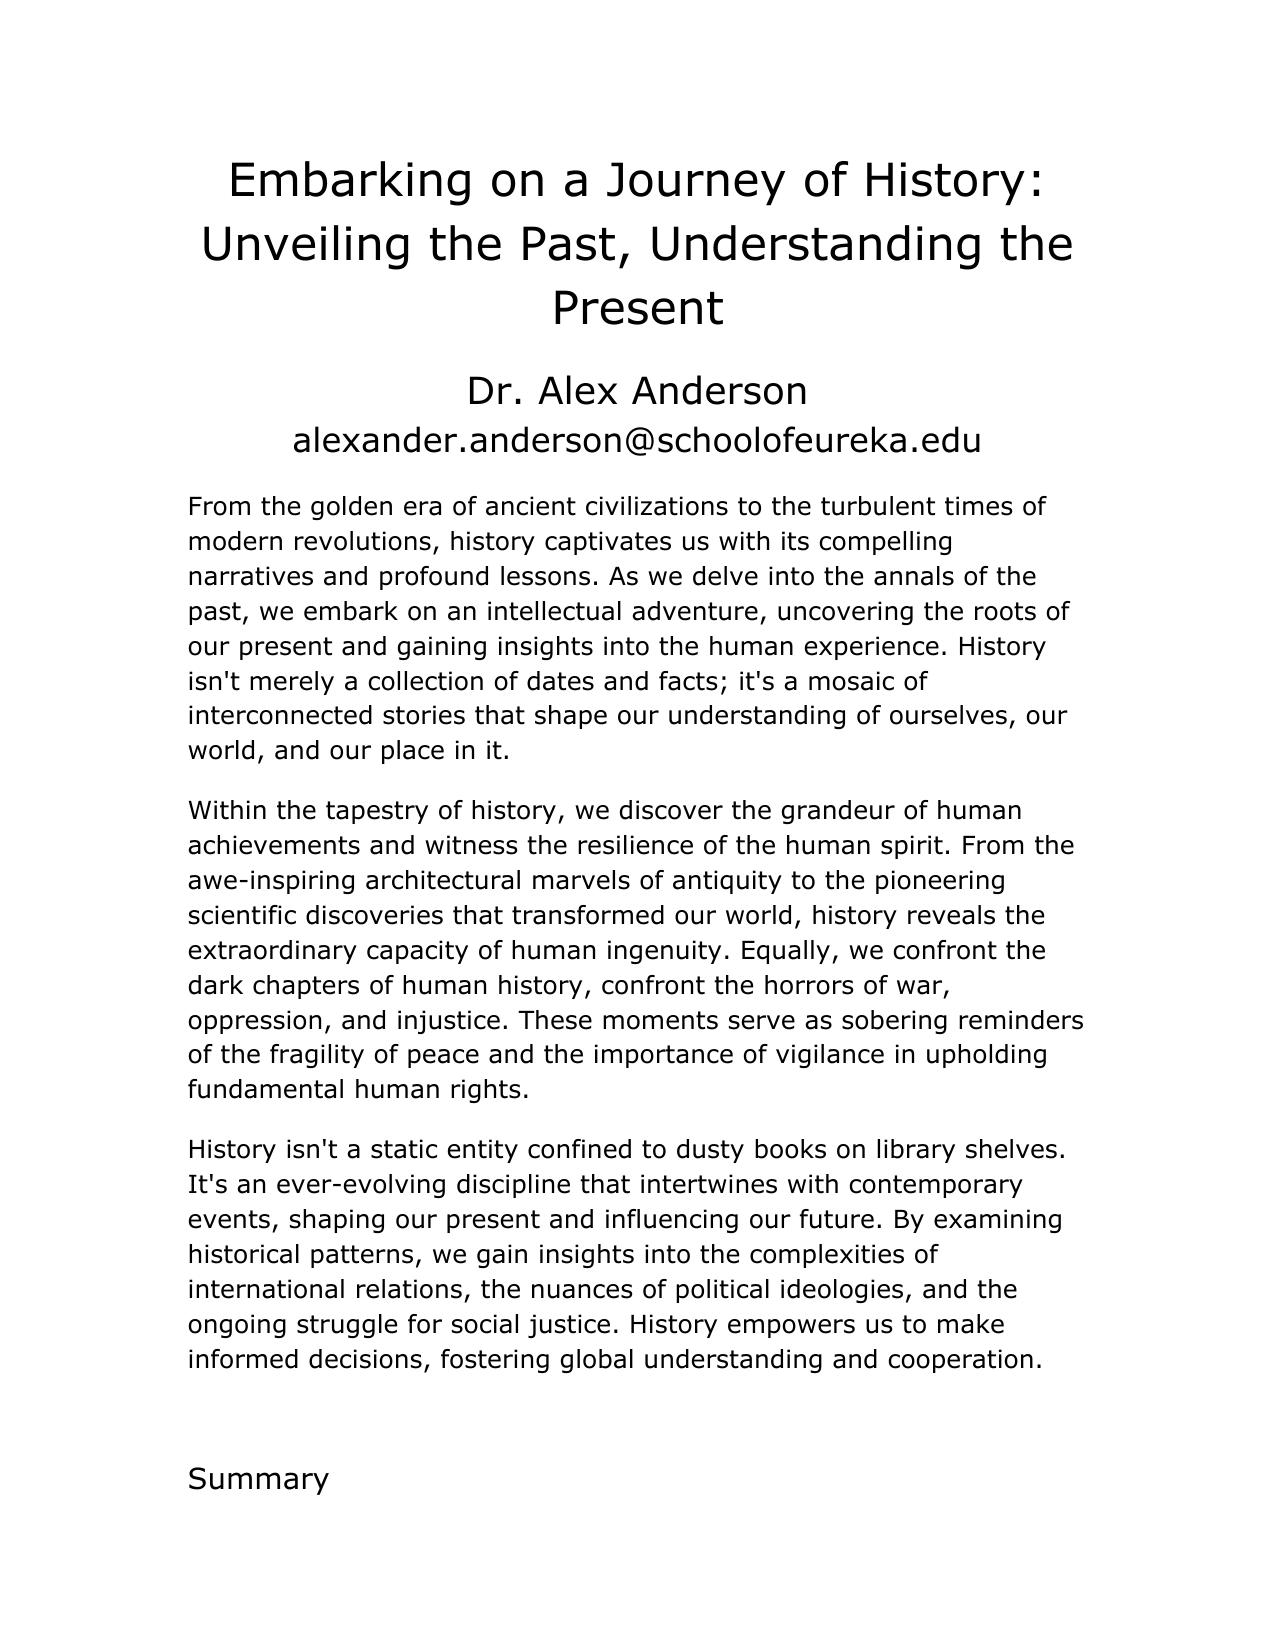 Embarking on a Journey of History:
Unveiling the Past, Understanding the
Present
Dr. Alex Anderson
alexander.anderson@schoolofeureka.edu
From the golden era of ancient civilizations to the turbulent times of
modern revolutions, history captivates us with its compelling
narratives and profound lessons. As we delve into the annals of the
past, we embark on an intellectual adventure, uncovering the roots of
our present and gaining insights into the human experience. History
isn't merely a collection of dates and facts; it's a mosaic of
interconnected stories that shape our understanding of ourselves, our
world, and our place in it.
Within the tapestry of history, we discover the grandeur of human
achievements and witness the resilience of the human spirit. From the
awe-inspiring architectural marvels of antiquity to the pioneering
scientific discoveries that transformed our world, history reveals the
extraordinary capacity of human ingenuity. Equally, we confront the
dark chapters of human history, confront the horrors of war,
oppression, and injustice. These moments serve as sobering reminders
of the fragility of peace and the importance of vigilance in upholding
fundamental human rights.
History isn't a static entity confined to dusty books on library shelves.
It's an ever-evolving discipline that intertwines with contemporary
events, shaping our present and influencing our future. By examining
historical patterns, we gain insights into the complexities of
international relations, the nuances of political ideologies, and the
ongoing struggle for social justice. History empowers us to make
informed decisions, fostering global understanding and cooperation.
Summary